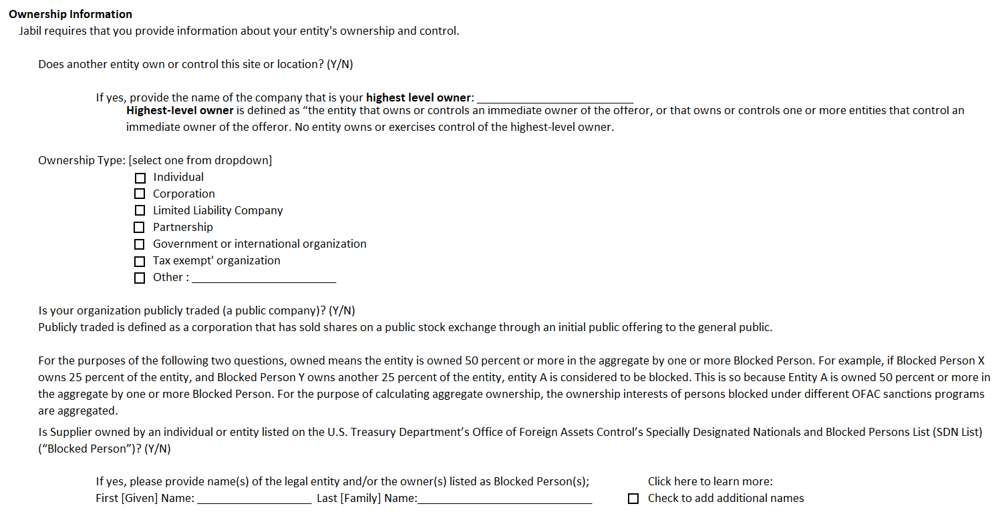 Ownership Information
Jabil requires that you provide information about your entity's ownership and control.
Does another entity own or control this site or location? (Y/N)
If yes, provide the name of the company that is your highest level owner: __________________________
Highest-level owner is defined as “the entity that owns or controls an immediate owner of the offeror, or that owns or controls one or more entities that control an
immediate owner of the offeror. No entity owns or exercises control of the highest-level owner.
Ownership Type: [select one from dropdown]
Individual
Corporation
Limited Liability Company
Partnership
Government or international organization
Tax exempt' organization
Other : ________________________
Is your organization publicly traded (a public company)? (Y/N)
Publicly traded is defined as a corporation that has sold shares on a public stock exchange through an initial public offering to the general public.
For the purposes of the following two questions, owned means the entity is owned 50 percent or more in the aggregate by one or more Blocked Person. For example, if Blocked Person X
owns 25 percent of the entity, and Blocked Person Y owns another 25 percent of the entity, entity A is considered to be blocked. This is so because Entity A is owned 50 percent or more in
the aggregate by one or more Blocked Person. For the purpose of calculating aggregate ownership, the ownership interests of persons blocked under different OFAC sanctions programs
are aggregated.
Is Supplier owned by an individual or entity listed on the U.S. Treasury Department’s Office of Foreign Assets Control’s Specially Designated Nationals and Blocked Persons List (SDN List)
(“Blocked Person”)? (Y/N)
If yes, please provide name(s) of the legal entity and/or the owner(s) listed as Blocked Person(s); Click here to learn more:
First [Given] Name: ___________________ Last [Family] Name:_____________________________ Check to add additional names